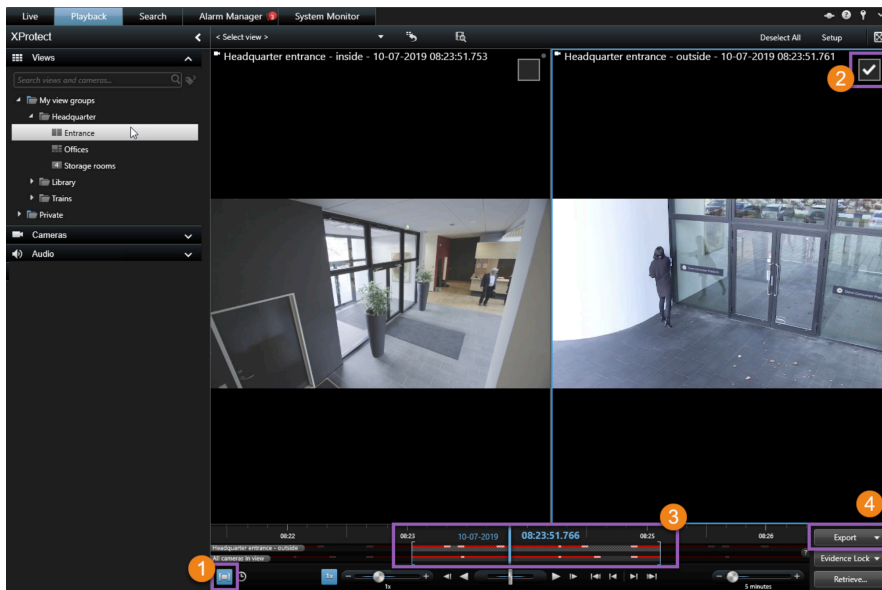 Live Playback Search Alarm Manager 3 System Monitor
XProtect < Select view > Deselect All Setup
Views
Headquarter entrance - inside - 10-07-2019 08:23:51.753
Headquarter entrance - outside - 10-07-2019 08:23:51.761
2
Search views and cameras...
My view groups
Headquarter
Entrance
Offices
4 Storage rooms
Library
Trains
Private
Cameras
Audio
3
4
08:22 08:23 10-07-2019 08:23:51.766 08:25 08:26
Export
Headquarter entrance - outside
All cameras in view
Evidence Lock
1
1x - + - +
1x 5 minutes
Retrieve...